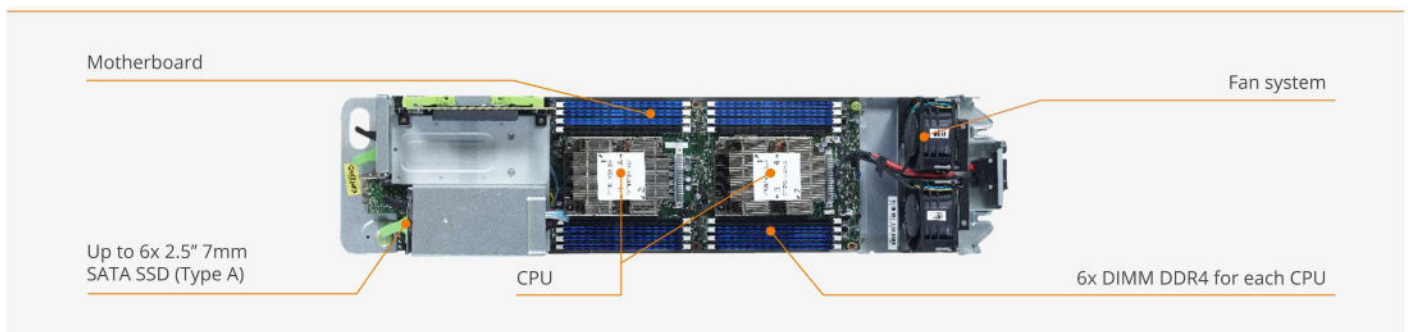 Motherboard
Fan system
Up to 6x 2.5” 7mm
SATA SSD (Type A)
CPU
6x DIMM DDR4 for each CPU